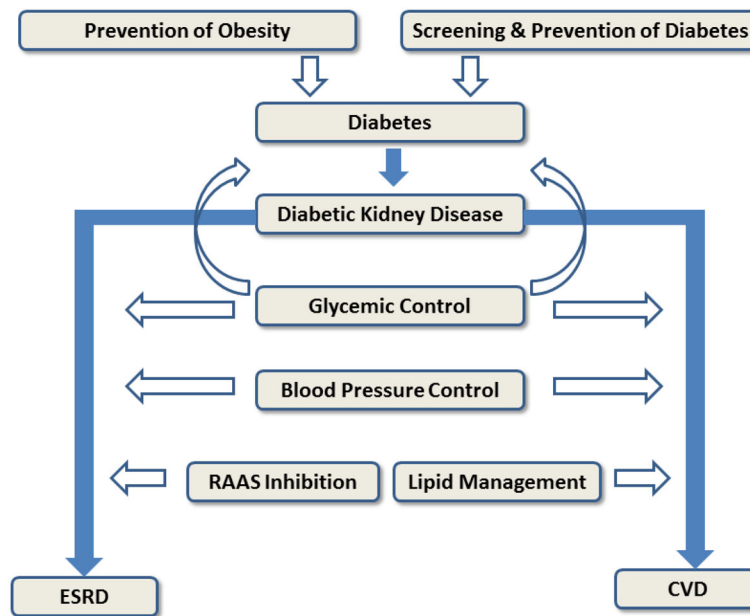 Prevention of Obesity
Screening & Prevention of Diabetes
Diabetes
Diabetic Kidney Disease
Glycemic Control
Blood Pressure Control
RAAS Inhibition
Lipid Management
ESRD
CVD